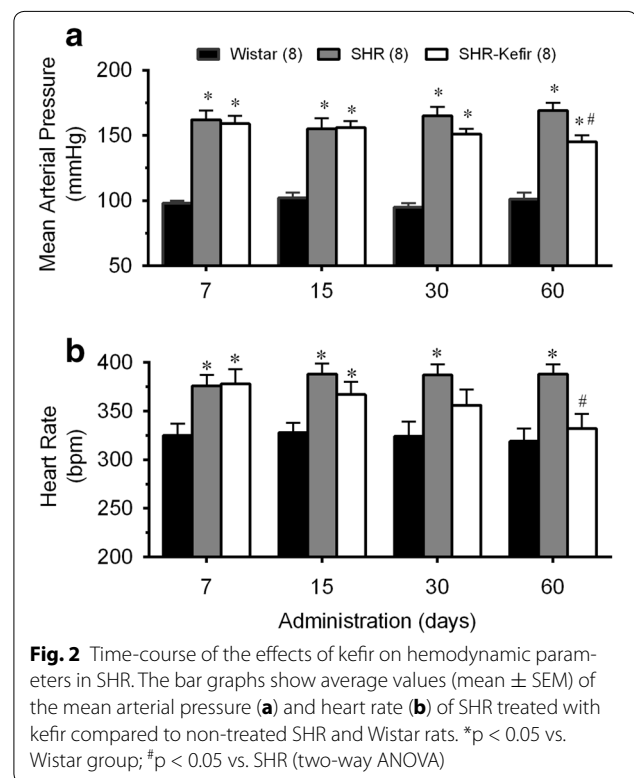 a
Wistar (8) SHR (8) SHR-Kefir (8)
Mean Arterial Pressure
(mmHg)
200
150
100
50
* * * * * * * *#
7 15 30 60
b
Heart Rate
(bpm)
400
350
300
250
200
* * * * * * #
7 15 30 60
Administration (days)
Fig. 2 Time-course of the effects of kefir on hemodynamic param-
eters in SHR. The bar graphs show average values (mean ± SEM) of
the mean arterial pressure (a) and heart rate (b) of SHR treated with
kefir compared to non-treated SHR and Wistar rats. *p < 0.05 vs.
Wistar group; #p < 0.05 vs. SHR (two-way ANOVA)